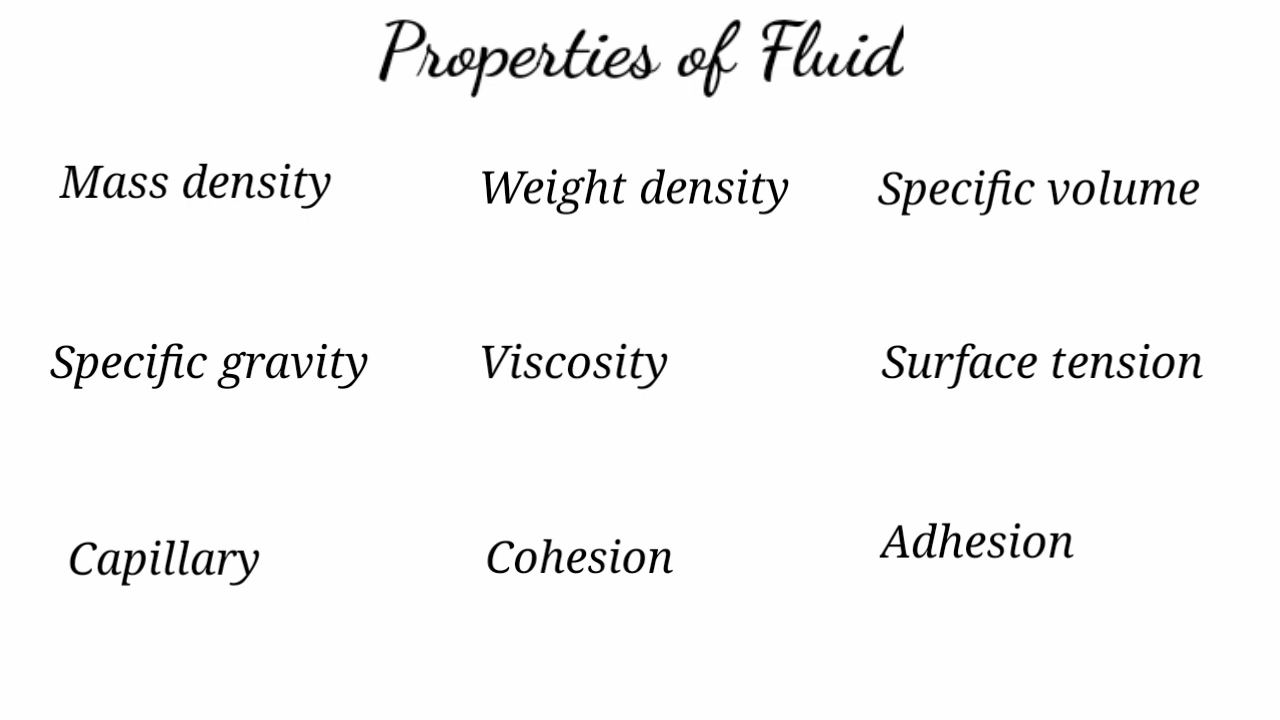 Properties of Fluid
Mass density
Weight density
Specific volume
Specific gravity
Viscosity
Surface tension
Capillary
Cohesion
Adhesion